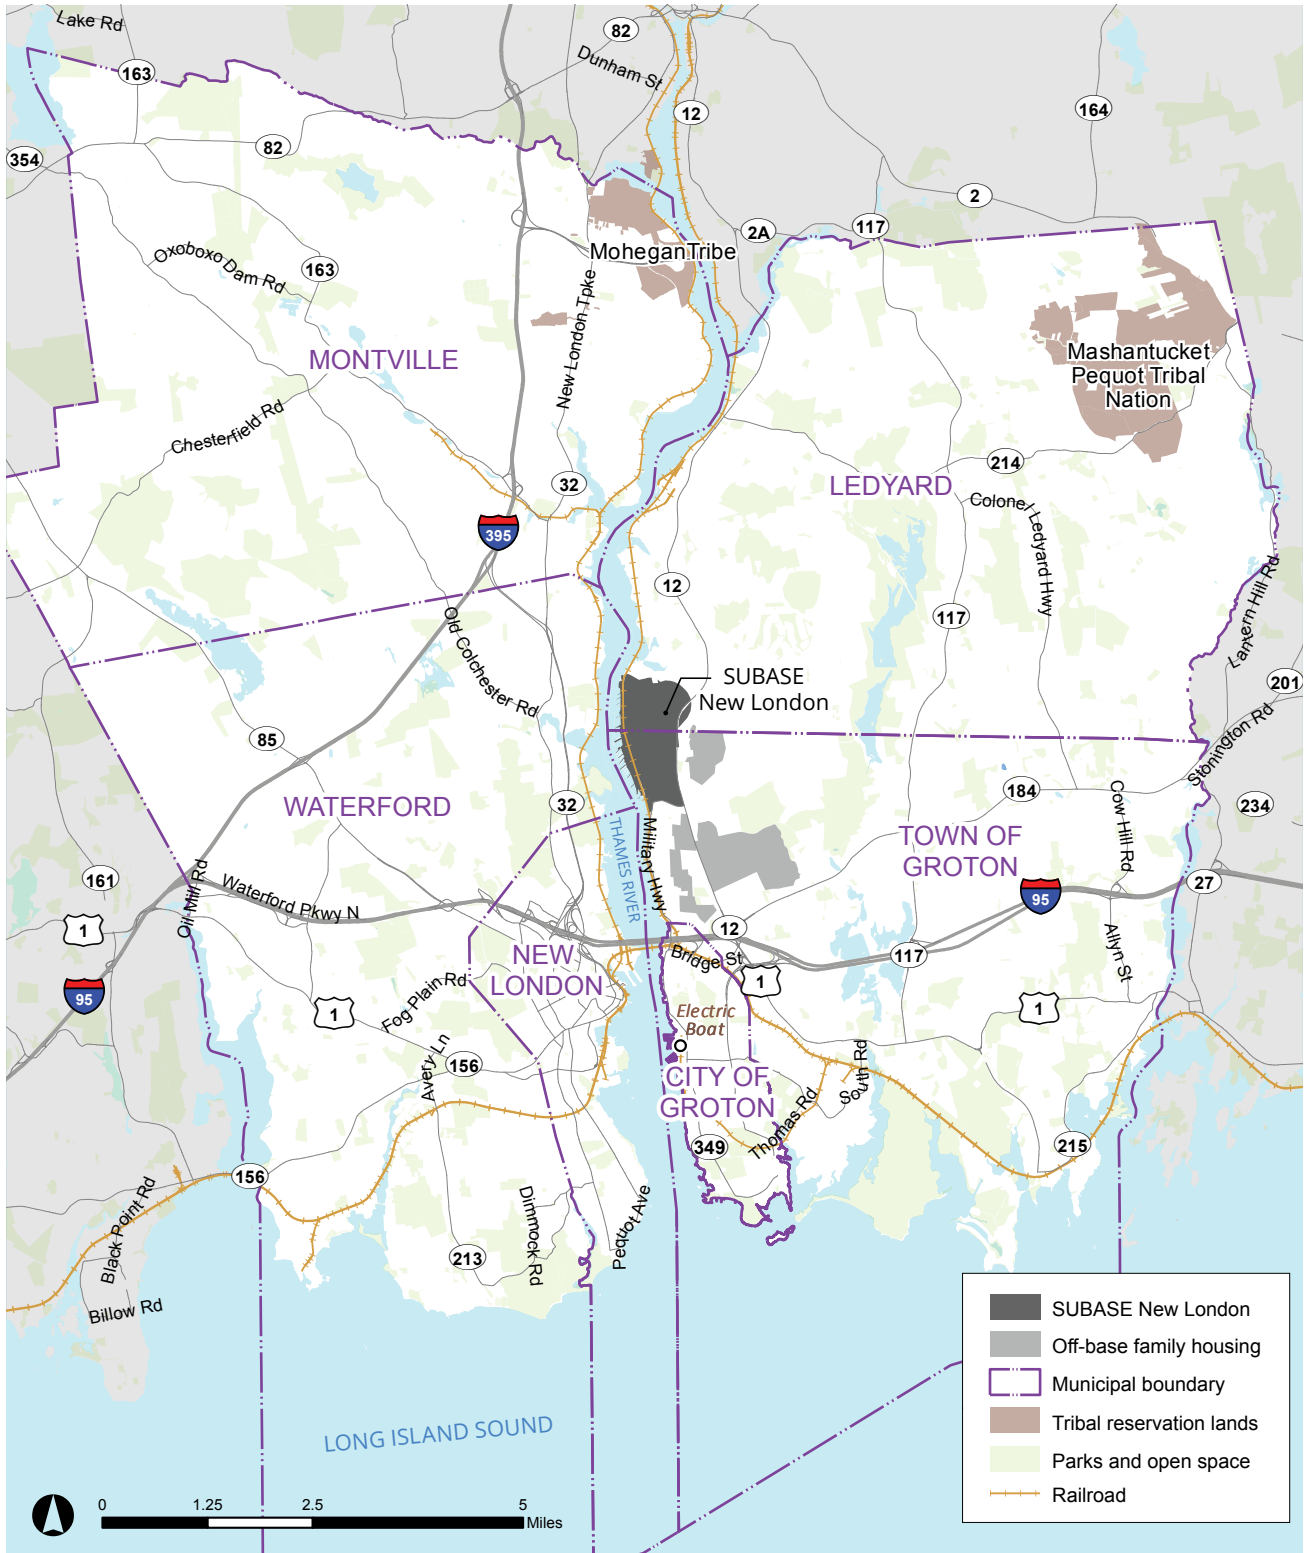 Lake Rd
82
163
Dunham St
12
164
82
354
2
2A
117
Mohegan Tribe
Oxoboxo Dam Rd
163
New London Tpke
MONTVILLE
Mashantucket
Pequot Tribal
Nation
Chesterfield Rd
214
32
LEDYARD
Colonel Ledyard Hwy
395
12
117
Lantern Hill Rd
Old Colchester Rd
SUBASE
New London
201
85
Stonington Rd
184
Cow Hill Rd
234
WATERFORD
32
THAMES RIVER
Military Hwy
TOWN OF
GROTON
161
Oil Mill Rd
Waterford Pkwy N
27
95
1
12
117
Allyn St
NEW
LONDON
Bridge St
95
1
Fog Plain Rd
1
1
Electric
Boat
156
Avery Ln
CITY OF
GROTON
South Rd
Thomas Rd
349
215
156
Black Point Rd
Dimmock Rd
Pequot Ave
213
Billow Rd
LONG ISLAND SOUND
SUBASE New London
Off-base family housing
Municipal boundary
Tribal reservation lands
Parks and open space
Railroad
0 1.25 2.5 5
Miles